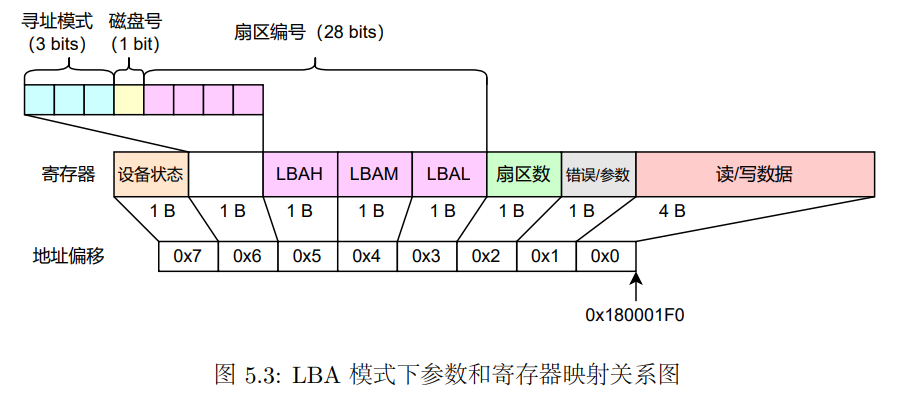 寻址模式 磁盘号
(3 bits) (1 bit)
扇区编号(28 bits)
寄存器 设备状态 LBAH LBAM LBAL 扇区数 错误/参数 读/写数据
1 B 1 B 1 B 1 B 1 B 1 B 1 B 4 B
地址偏移 0x7 0x6 0x5 0x4 0x3 0x2 0x1 0x0
0x180001F0
图 5.3: LBA 模式下参数和寄存器映射关系图